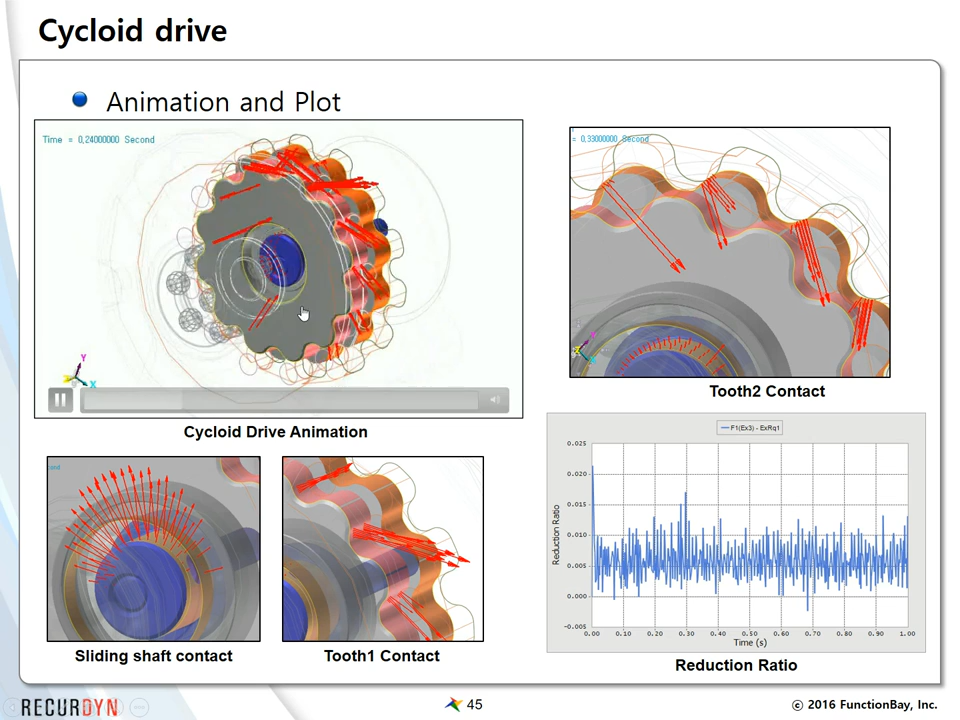 Cycloid drive
Animation and Plot
Time = 0,24000000 Second
Y
X
Cycloid Drive Animation
= 0,33000000 Second
Tooth2 Contact
Sliding shaft contact
Tooth1 Contact
F1(Ex3) - ExRq1
Reduction Ratio
0.025
0.020
0.015
0.010
0.005
0.000
-0.005
0.00 0.10 0.20 0.30 0.40 0.50 0.60 0.70 0.80 0.90 1.00
Time (s)
Reduction Ratio
RECURDYN
45
© 2016 FunctionBay, Inc.